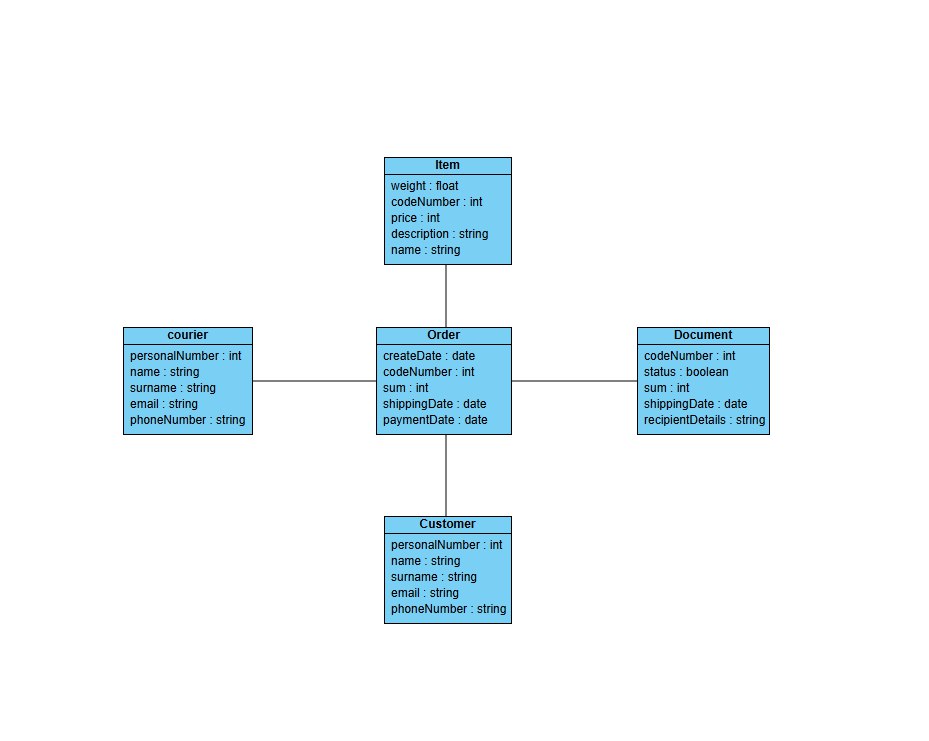 Item
weight : float
codeNumber : int
price : int
description : string
name : string
courier
personalNumber : int
name : string
surname : string
email : string
phoneNumber : string
Order
createDate : date
codeNumber : int
sum : int
shippingDate : date
paymentDate : date
Document
codeNumber : int
status : boolean
sum : int
shippingDate : date
recipientDetails : string
Customer
personalNumber : int
name : string
surname : string
email : string
phoneNumber : string